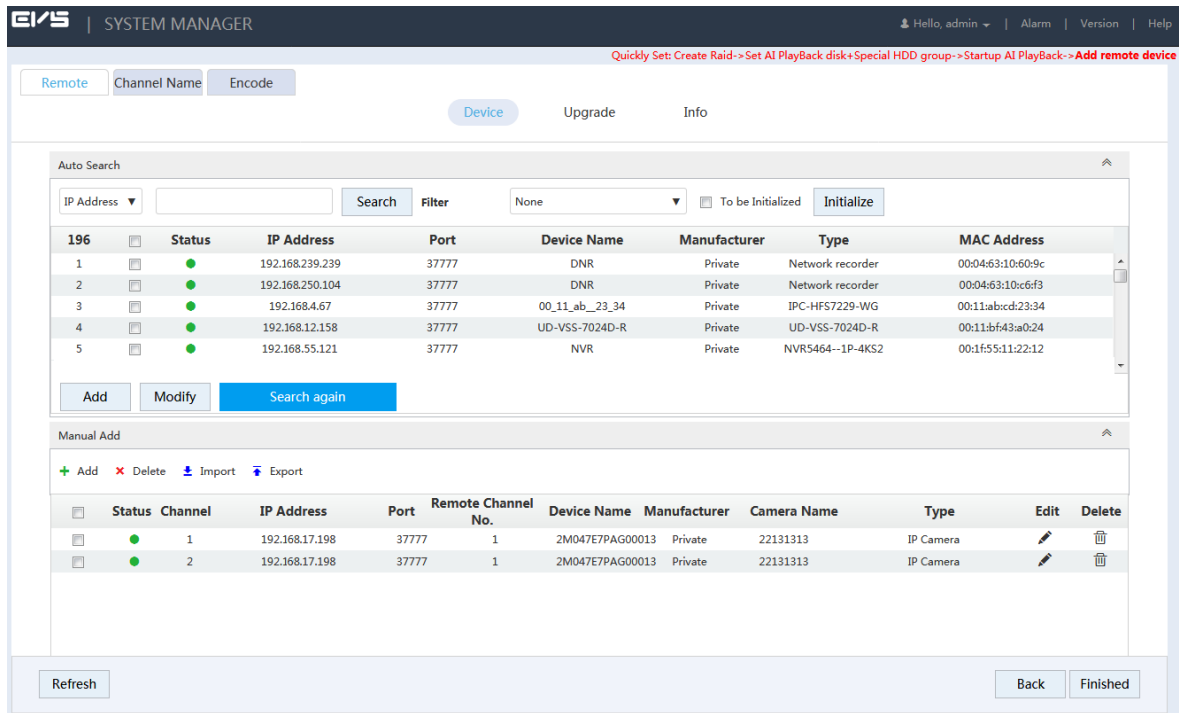 EIVS | SYSTEM MANAGER Hello, admin | Alarm | Version | Help
Quickly Set: Create Raid->Set AI PlayBack disk+Special HDD group->Startup AI PlayBack->Add remote device
Remote Channel Name Encode
Device Upgrade Info
Auto Search
IP Address Search Filter None To be Initialized Initialize
196 Status IP Address Port Device Name Manufacturer Type MAC Address
1 192.168.239.239 37777 DNR Private Network recorder 00:04:63:10:60:9c
2 192.168.250.104 37777 DNR Private Network recorder 00:04:63:10:c6:f3
3 192.168.4.67 37777 00_11_ab__23_34 Private IPC-HFS7229-WG 00:11:ab:cd:23:34
4 192.168.12.158 37777 UD-VSS-7024D-R Private UD-VSS-7024D-R 00:11:bf:43:a0:24
5 192.168.55.121 37777 NVR Private NVR5464--1P-4KS2 00:1f:55:11:22:12
Add Modify Search again
Manual Add
+ Add × Delete Import Export
Status Channel IP Address Port Remote Channel No. Device Name Manufacturer Camera Name Type Edit Delete
1 192.168.17.198 37777 1 2M047E7PAG00013 Private 22131313 IP Camera
2 192.168.17.198 37777 1 2M047E7PAG00013 Private 22131313 IP Camera
Refresh Back Finished